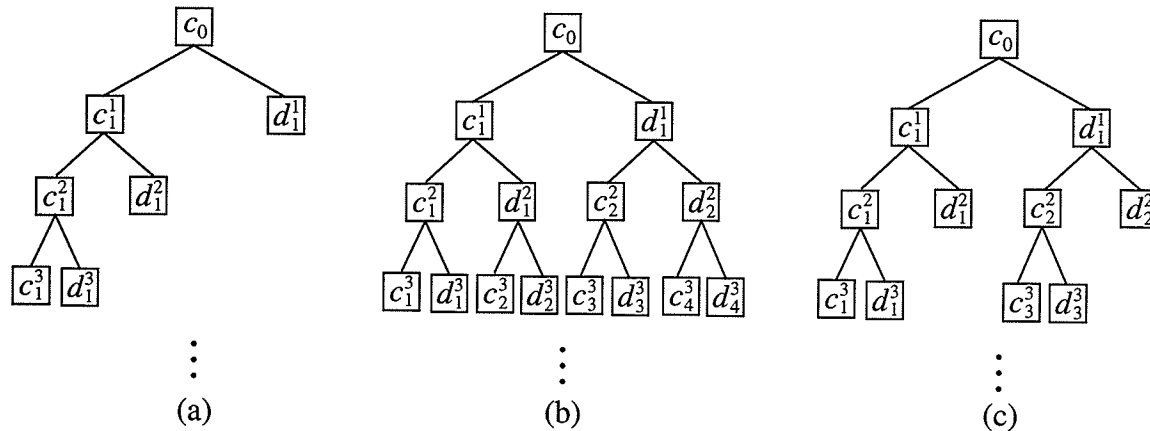 c_0 c_0 c_0
c_1^1 d_1^1 c_1^1 d_1^1 c_1^1 d_1^1
c_1^2 d_1^2 c_1^2 d_1^2 c_2^2 d_2^2 c_1^2 d_1^2 c_2^2 d_2^2
c_1^3 d_1^3 c_1^3 d_1^3 c_2^3 d_2^3 c_3^3 d_3^3 c_4^3 d_4^3 c_1^3 d_1^3 c_3^3 d_3^3
⋮ ⋮ ⋮
(a) (b) (c)